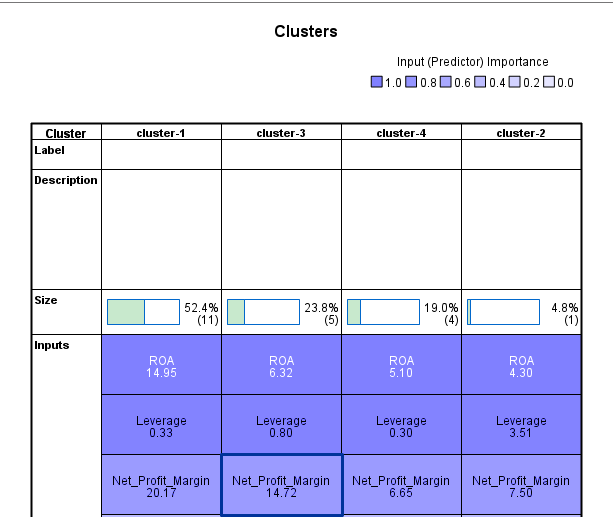 Clusters
Input (Predictor) Importance
1.0 0.8 0.6 0.4 0.2 0.0
Cluster cluster-1 cluster-3 cluster-4 cluster-2
Label
Description
Size 52.4% 23.8% 19.0% 4.8%
(11) (5) (4) (1)
Inputs
ROA ROA ROA ROA
14.95 6.32 5.10 4.30
Leverage Leverage Leverage Leverage
0.33 0.80 0.30 3.51
Net_Profit_Margin Net_Profit_Margin Net_Profit_Margin Net_Profit_Margin
20.17 14.72 6.65 7.50